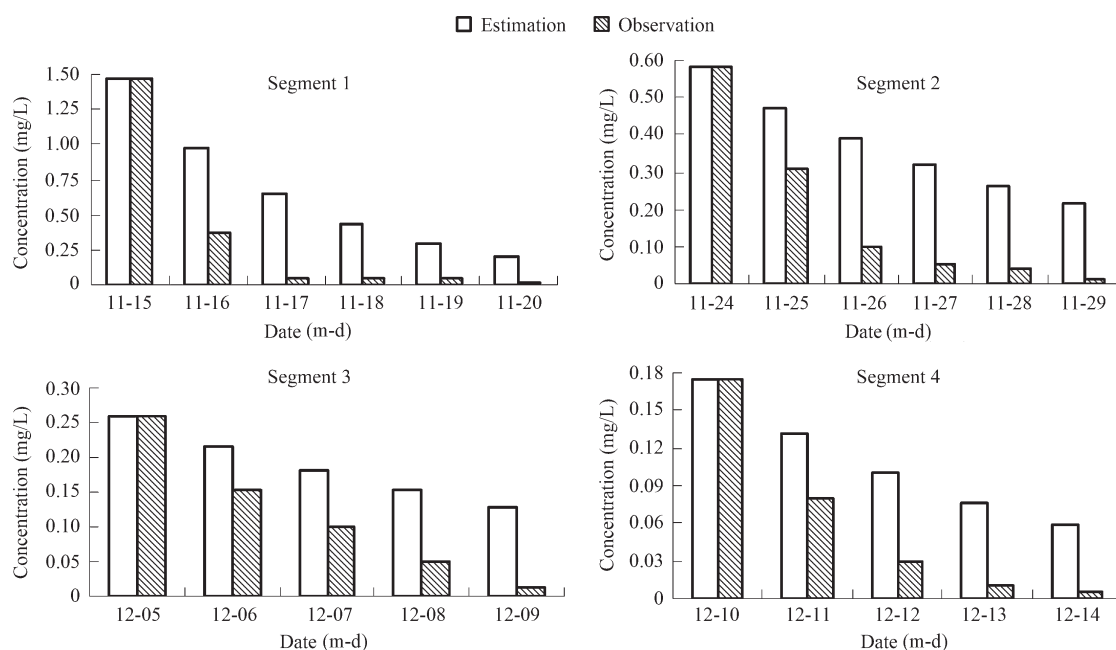 Estimation Observation
Segment 1
Concentration (mg/L)
1.50
1.25
1.00
0.75
0.50
0.25
0
11-15 11-16 11-17 11-18 11-19 11-20
Date (m-d)
Segment 2
Concentration (mg/L)
0.60
0.50
0.40
0.30
0.20
0.10
0
11-24 11-25 11-26 11-27 11-28 11-29
Date (m-d)
Segment 3
Concentration (mg/L)
0.30
0.25
0.20
0.15
0.10
0.05
0
12-05 12-06 12-07 12-08 12-09
Date (m-d)
Segment 4
Concentration (mg/L)
0.18
0.15
0.12
0.09
0.06
0.03
0
12-10 12-11 12-12 12-13 12-14
Date (m-d)